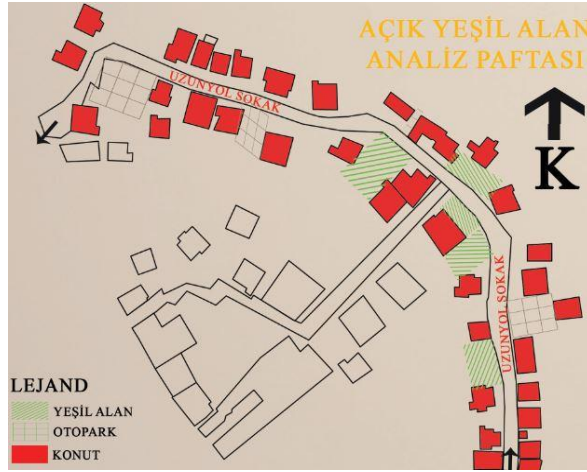 AÇIK YEŞİL ALAN
ANALİZ PAFTASI
UZUNYOL SOKAK
K
UZUNYOL SOKAK
LEJAND
YEŞİL ALAN
OTOPARK
KONUT